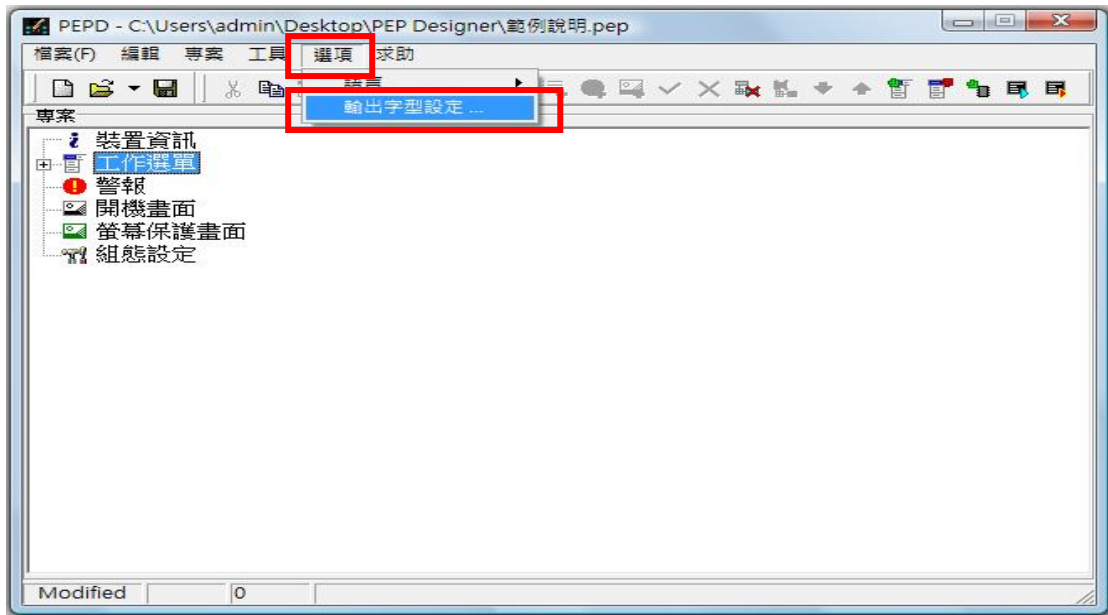 PEPD - C:\Users\admin\Desktop\PEP Designer\範例說明.pep
檔案(F) 編輯 專案 工具 選項 求助
語言
輸出字型設定 ...
專案
裝置資訊
工作選單
警報
開機畫面
螢幕保護畫面
組態設定
Modified 0